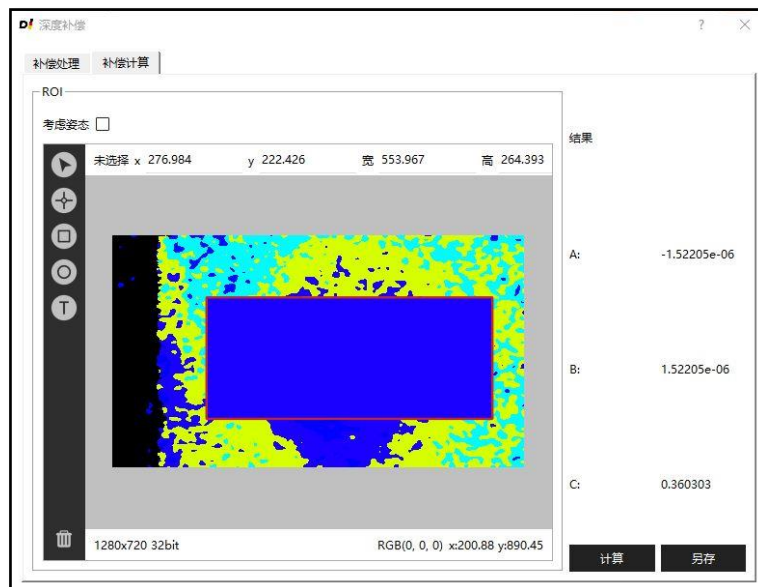 D! 深度补偿 ? ×
补偿处理 补偿计算
ROI
考虑姿态
未选择 x 276.984 y 222.426 宽 553.967 高 264.393
T
1280x720 32bit RGB(0, 0, 0) x:200.88 y:890.45
结果
A: -1.52205e-06
B: 1.52205e-06
C: 0.360303
计算 另存